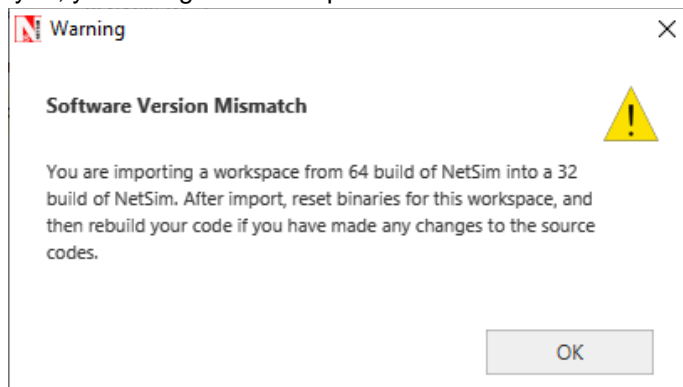 Warning
Software Version Mismatch
You are importing a workspace from 64 build of NetSim into a 32
build of NetSim. After import, reset binaries for this workspace, and
then rebuild your code if you have made any changes to the source
codes.
OK